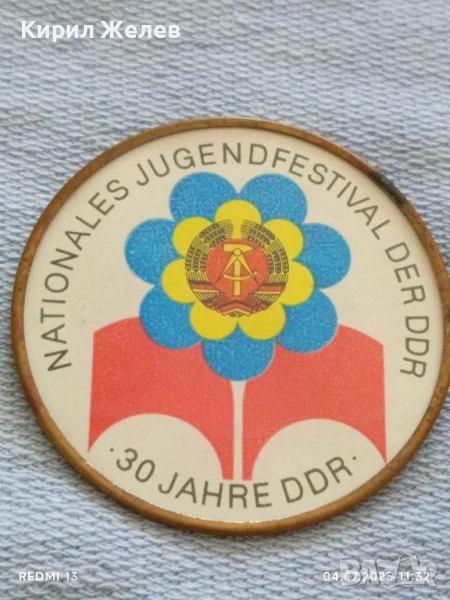 Кирил Желев
NATIONALES JUGENDFESTIVAL DER DDR
· 30 JAHRE DDR ·
REDMI 13
04/07/2025 11:32